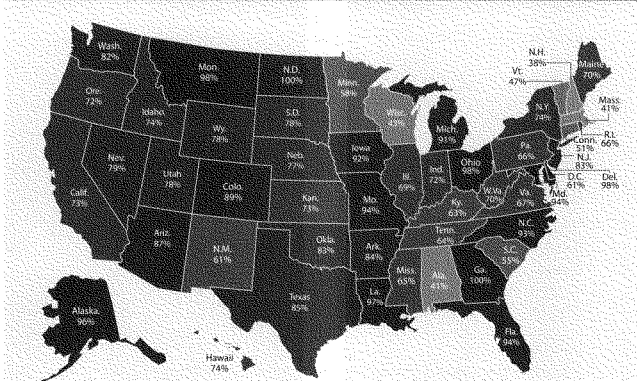 Wash.
82%
Ore.
72%
Calif.
73%
Nev.
79%
Idaho
74%
Mon.
98%
Wy.
78%
Utah
78%
Ariz.
87%
Colo.
89%
N.M.
61%
N.D.
100%
S.D.
78%
Neb.
77%
Kan.
73%
Okla.
83%
Texas
85%
Minn.
58%
Iowa
92%
Mo.
94%
Ark.
84%
La.
97%
Wisc.
43%
Ill.
69%
Mich.
91%
Ind.
72%
Ohio
98%
Ky.
63%
Tenn.
64%
Miss.
65%
Ala.
41%
Ga.
100%
Fla.
94%
S.C.
55%
N.C.
93%
Va.
67%
W.Va.
70%
Pa.
66%
N.Y.
74%
Vt.
47%
N.H.
38%
Maine
70%
Mass.
41%
R.I.
66%
Conn.
51%
N.J.
83%
Del.
98%
D.C.
61%
Md.
94%
Alaska.
96%
Hawaii
74%